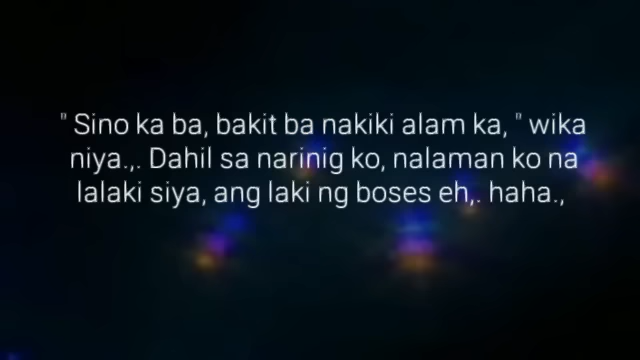 " Sino ka ba, bakit ba nakiki alam ka, " wika
niya.,. Dahil sa narinig ko, nalaman ko na
lalaki siya, ang laki ng boses eh,. haha.,